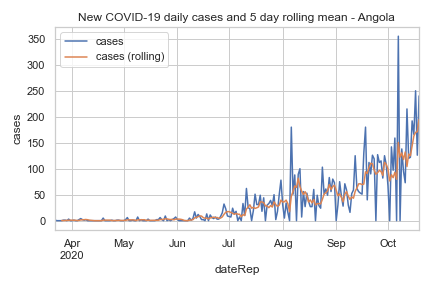 New COVID-19 daily cases and 5 day rolling mean - Angola
cases
cases (rolling)
350
300
250
200
150
100
50
0
cases
Apr
2020
May
Jun
Jul
Aug
Sep
Oct
dateRep